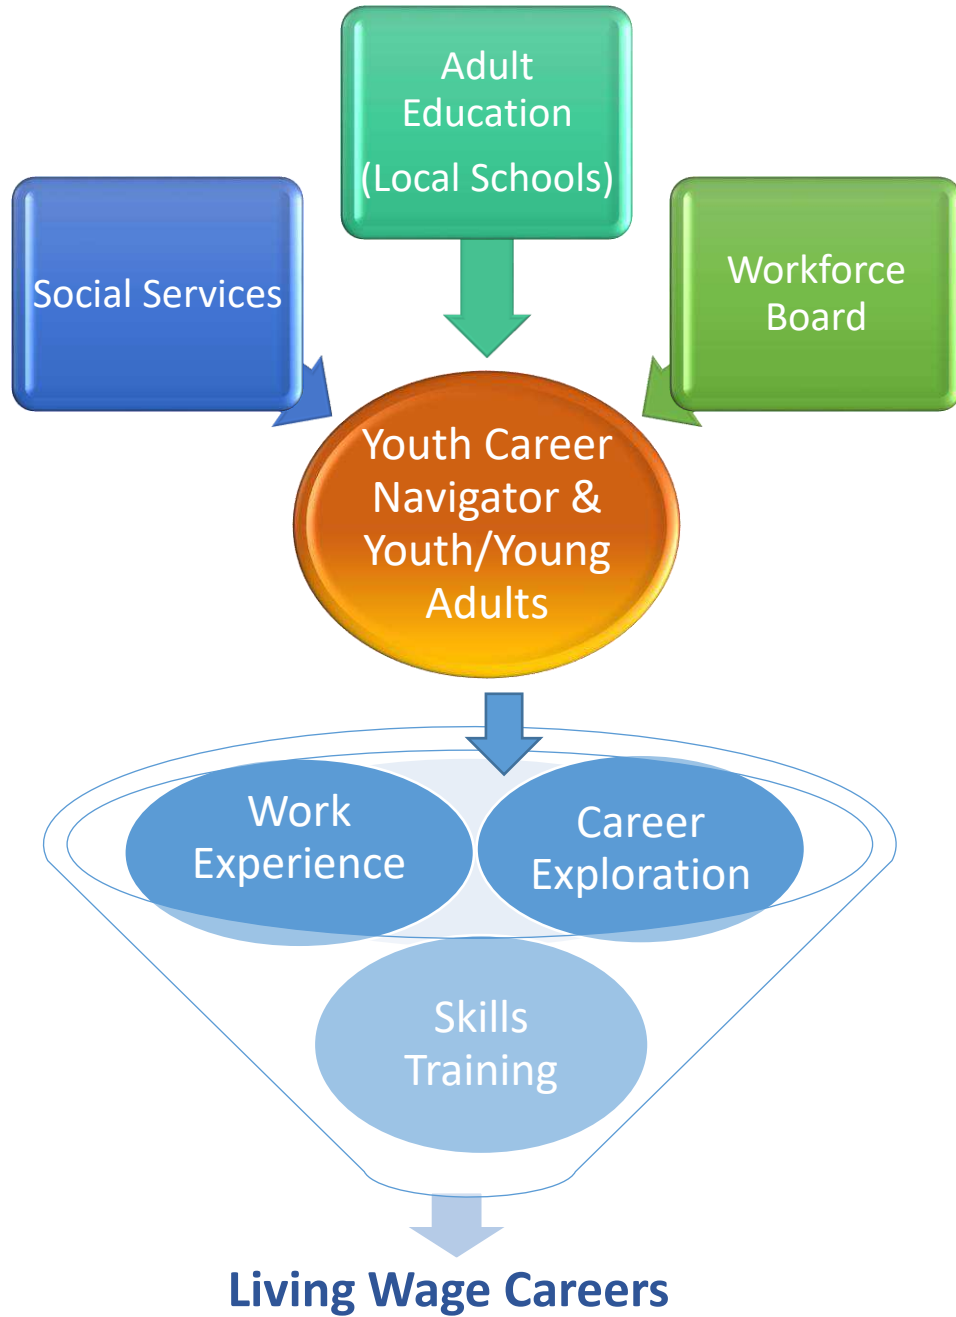 Adult
Education
(Local Schools)
Social Services
Workforce
Board
Youth Career
Navigator &
Youth/Young
Adults
Work
Experience
Career
Exploration
Skills
Training
Living Wage Careers